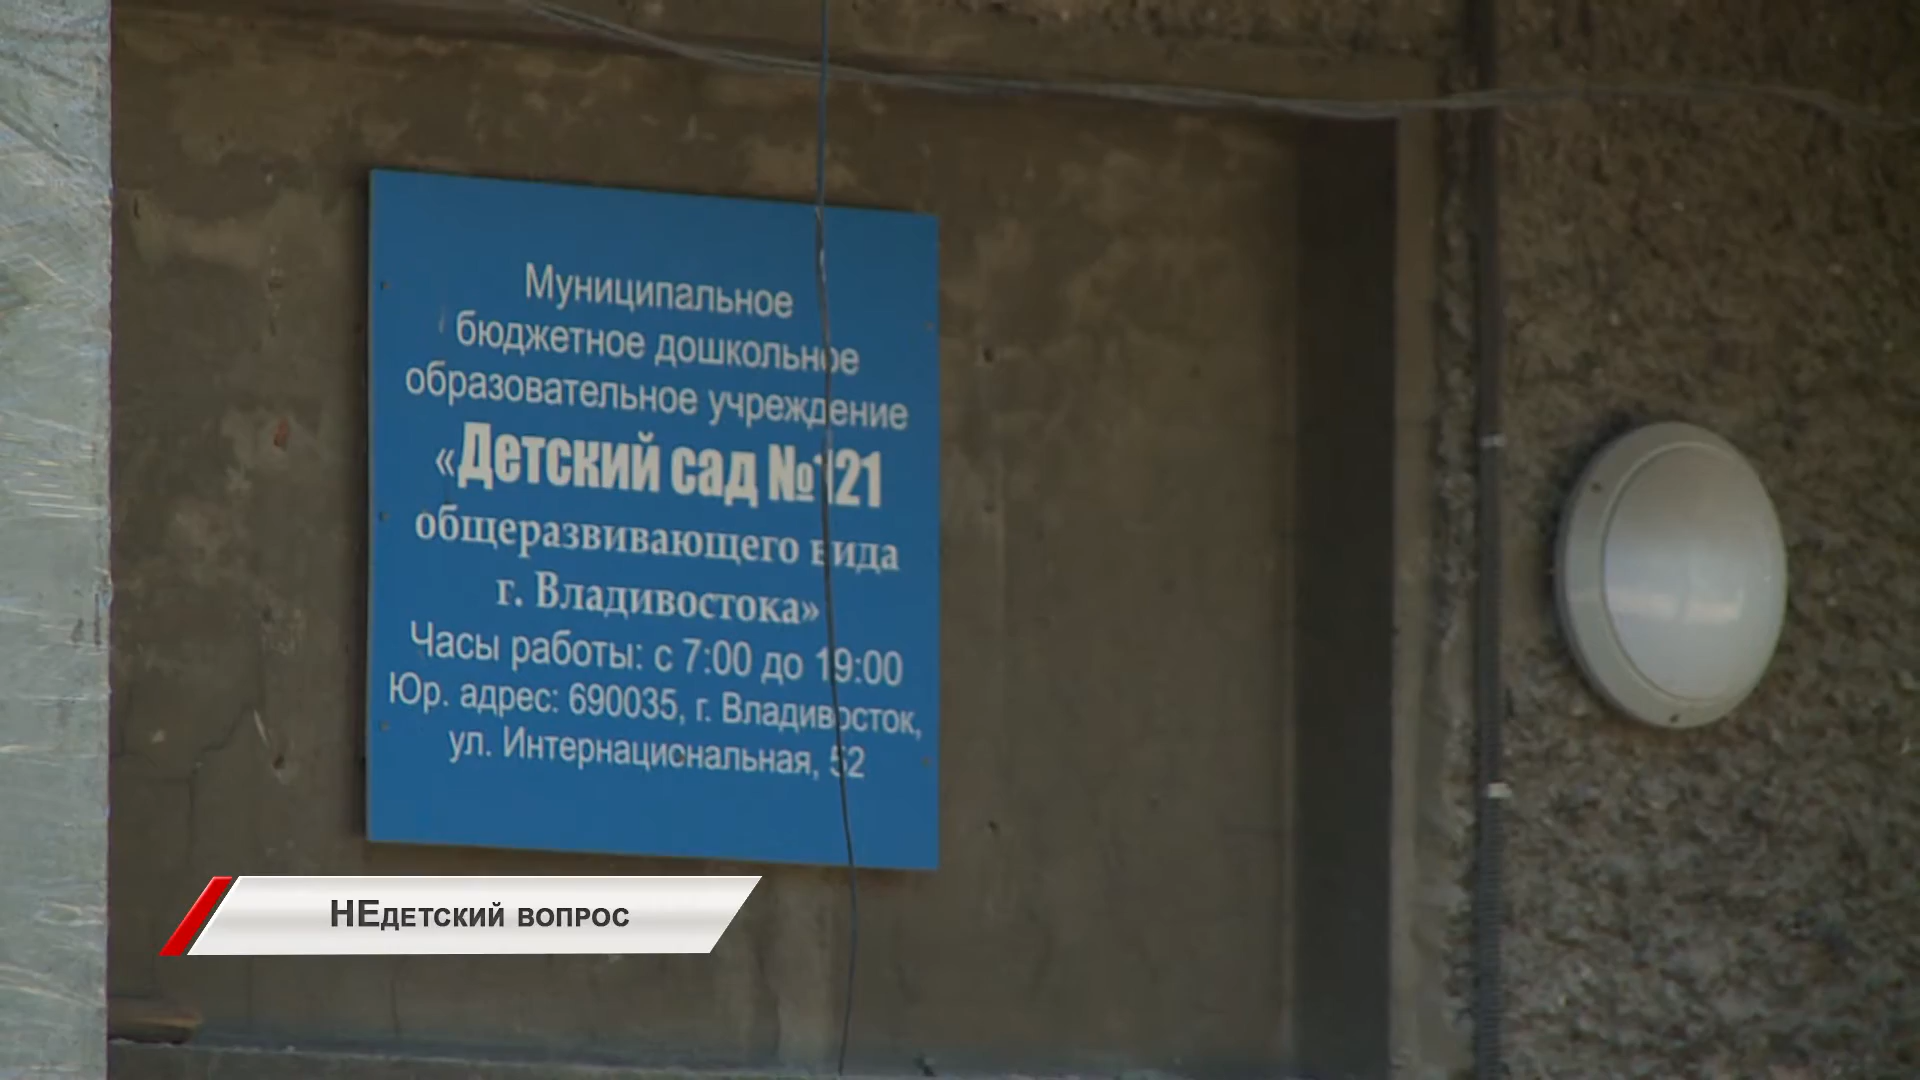 Муниципальное
бюджетное дошкольное
образовательное учреждение
«Детский сад №121
общеразвивающего вида
г. Владивостока»
Часы работы: с 7:00 до 19:00
Юр. адрес: 690035, г. Владивосток,
ул. Интернациональная, 52
НЕДЕТСКИЙ ВОПРОС